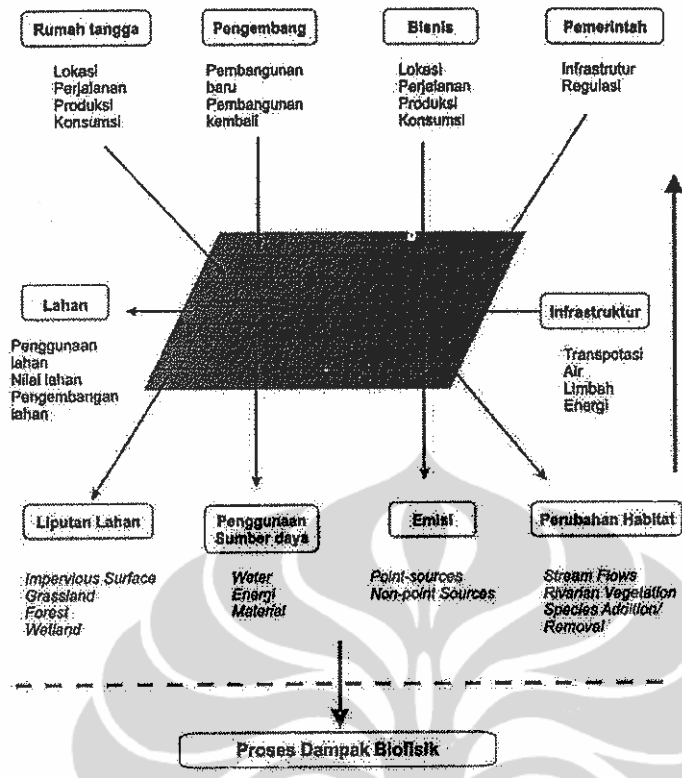 Rumah tangga
Lokasi
Perjalanan
Produksi
Konsumsi
Pengembang
Pembangunan
baru
Pembangunan
kembali
Bisnis
Lokasi
Perjalanan
Produksi
Konsumsi
Pemerintah
Infrastrutur
Regulasi
Lahan
Penggunaan
lahan
Nilai lahan
Pengembangan
lahan
Infrastruktur
Transpotasi
Air
Limbah
Energi
Liputan Lahan
Impervious Surface
Grassland
Forest
Wetland
Penggunaan
Sumber daya
Water
Energi
Material
Emisi
Point-sources
Non-point Sources
Perubahan Habitat
Stream Flows
Rivarian Vegetation
Species Addition/
Removal
Proses Dampak Biofisik